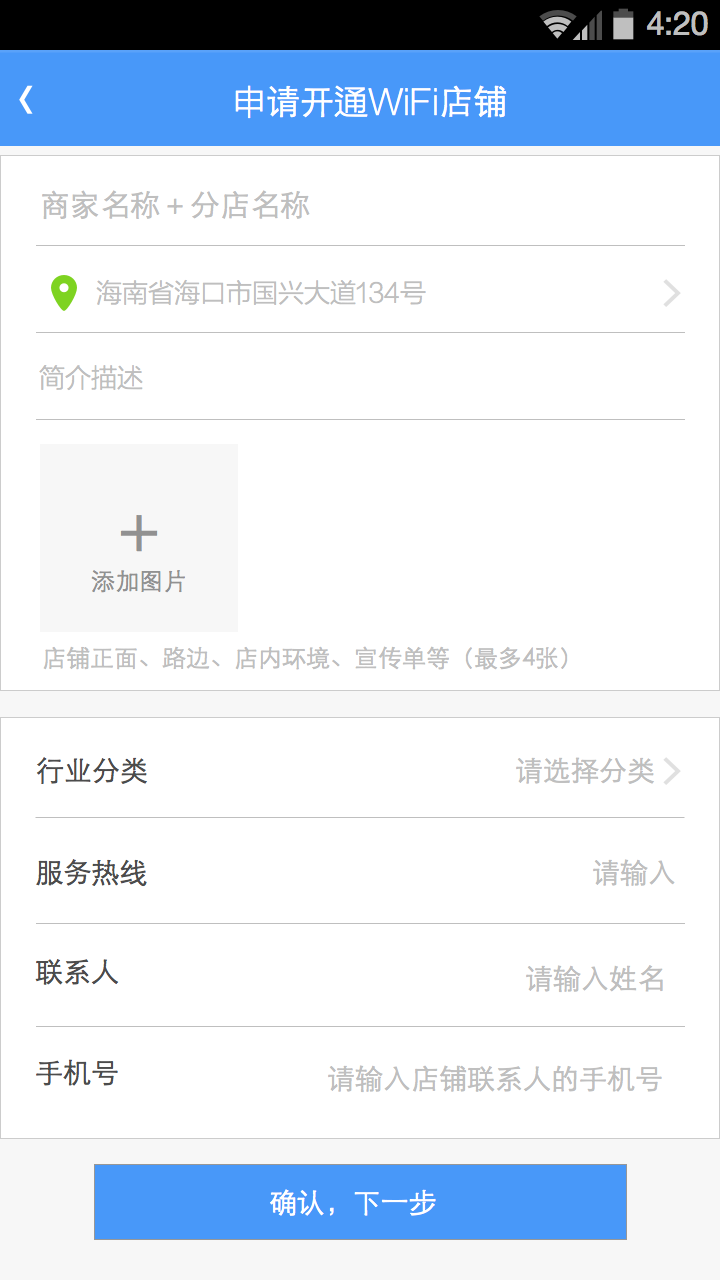 4:20
申请开通WiFi店铺
商家名称 + 分店名称
海南省海口市国兴大道134号
简介描述
添加图片
店铺正面、路边、店内环境、宣传单等（最多4张）
行业分类 请选择分类
服务热线 请输入
联系人 请输入姓名
手机号 请输入店铺联系人的手机号
确认，下一步